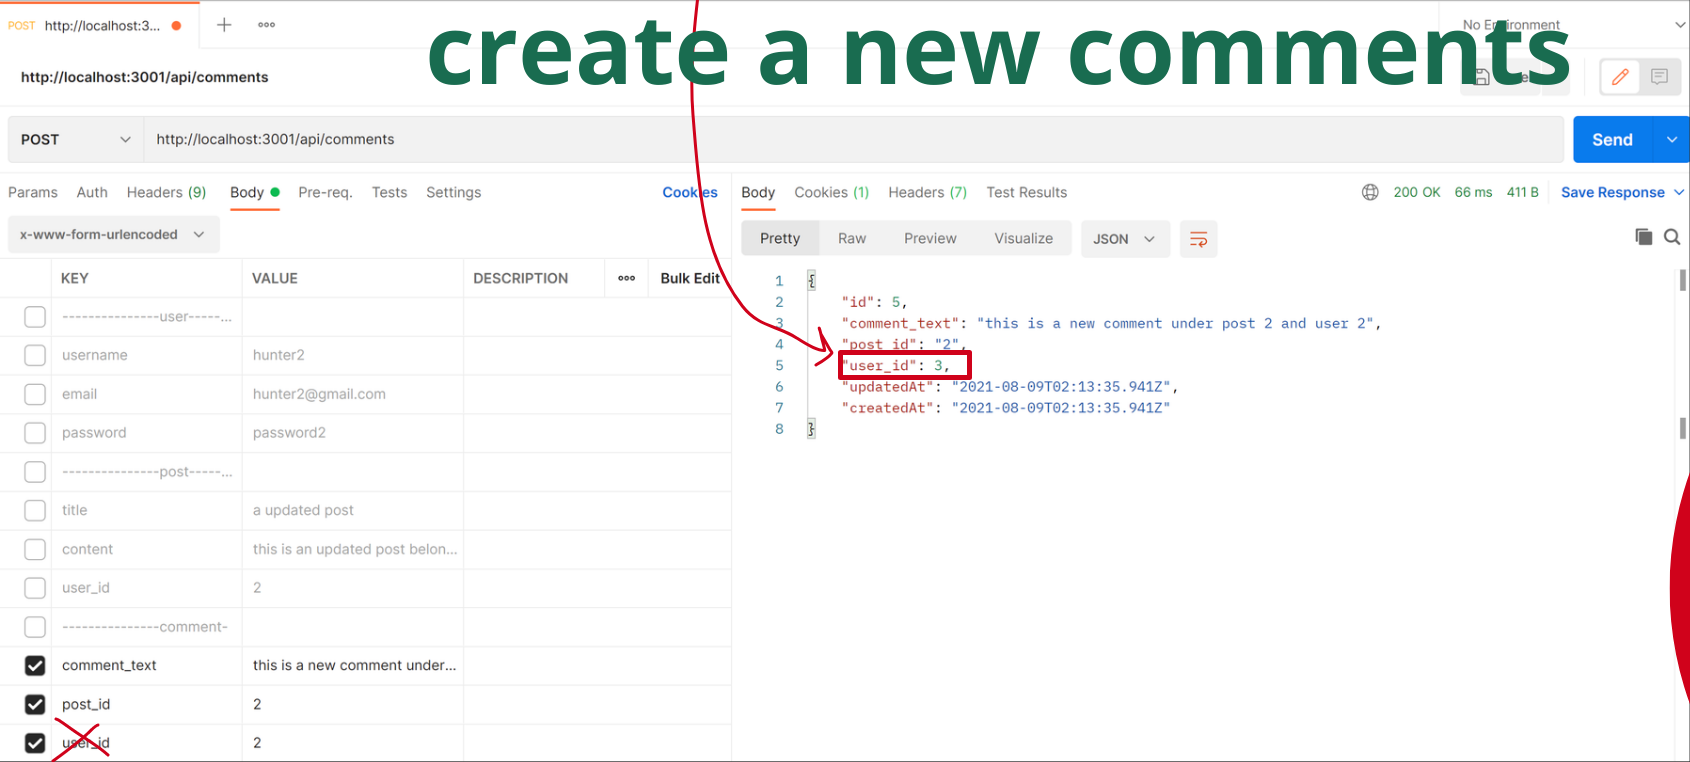 POST http://localhost:3...
create a new comments
No Environment
http://localhost:3001/api/comments
POST http://localhost:3001/api/comments Send
Params Auth Headers (9) Body Pre-req. Tests Settings Cookies
Body Cookies (1) Headers (7) Test Results 200 OK 66 ms 411 B Save Response
x-www-form-urlencoded
Pretty Raw Preview Visualize JSON
KEY VALUE DESCRIPTION Bulk Edit
---------------user-----...
username hunter2
email hunter2@gmail.com
password password2
---------------post-----...
title a updated post
content this is an updated post belon...
user_id 2
---------------comment-
comment_text this is a new comment under...
post_id 2
user_id 2
1 {
2 "id": 5,
3 "comment_text": "this is a new comment under post 2 and user 2",
4 "post_id": "2",
5 "user_id": 3,
6 "updatedAt": "2021-08-09T02:13:35.941Z",
7 "createdAt": "2021-08-09T02:13:35.941Z"
8 }